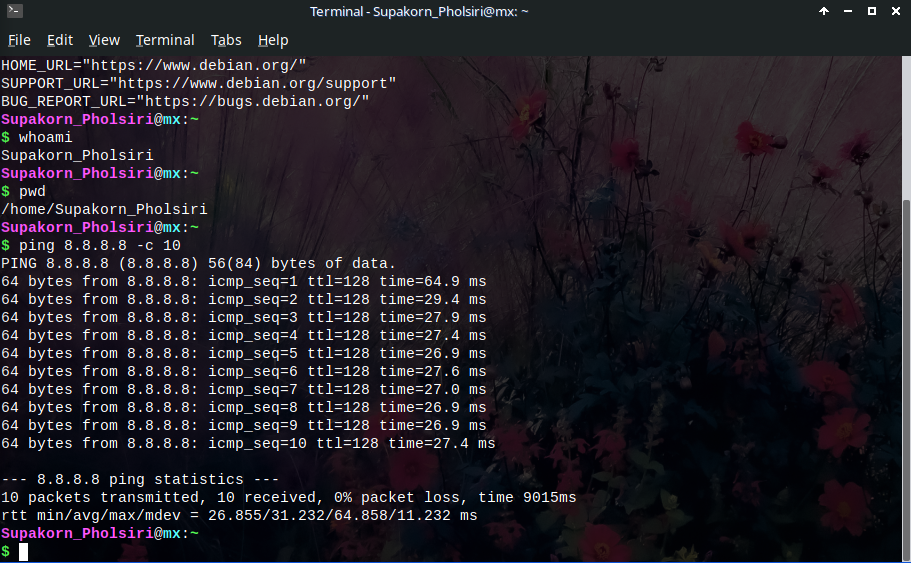 Terminal - Supakorn_Pholsiri@mx: ~
File Edit View Terminal Tabs Help
HOME_URL="https://www.debian.org/"
SUPPORT_URL="https://www.debian.org/support"
BUG_REPORT_URL="https://bugs.debian.org/"
Supakorn_Pholsiri@mx:~
$ whoami
Supakorn_Pholsiri
Supakorn_Pholsiri@mx:~
$ pwd
/home/Supakorn_Pholsiri
Supakorn_Pholsiri@mx:~
$ ping 8.8.8.8 -c 10
PING 8.8.8.8 (8.8.8.8) 56(84) bytes of data.
64 bytes from 8.8.8.8: icmp_seq=1 ttl=128 time=64.9 ms
64 bytes from 8.8.8.8: icmp_seq=2 ttl=128 time=29.4 ms
64 bytes from 8.8.8.8: icmp_seq=3 ttl=128 time=27.9 ms
64 bytes from 8.8.8.8: icmp_seq=4 ttl=128 time=27.4 ms
64 bytes from 8.8.8.8: icmp_seq=5 ttl=128 time=26.9 ms
64 bytes from 8.8.8.8: icmp_seq=6 ttl=128 time=27.6 ms
64 bytes from 8.8.8.8: icmp_seq=7 ttl=128 time=27.0 ms
64 bytes from 8.8.8.8: icmp_seq=8 ttl=128 time=26.9 ms
64 bytes from 8.8.8.8: icmp_seq=9 ttl=128 time=26.9 ms
64 bytes from 8.8.8.8: icmp_seq=10 ttl=128 time=27.4 ms
--- 8.8.8.8 ping statistics ---
10 packets transmitted, 10 received, 0% packet loss, time 9015ms
rtt min/avg/max/mdev = 26.855/31.232/64.858/11.232 ms
Supakorn_Pholsiri@mx:~
$